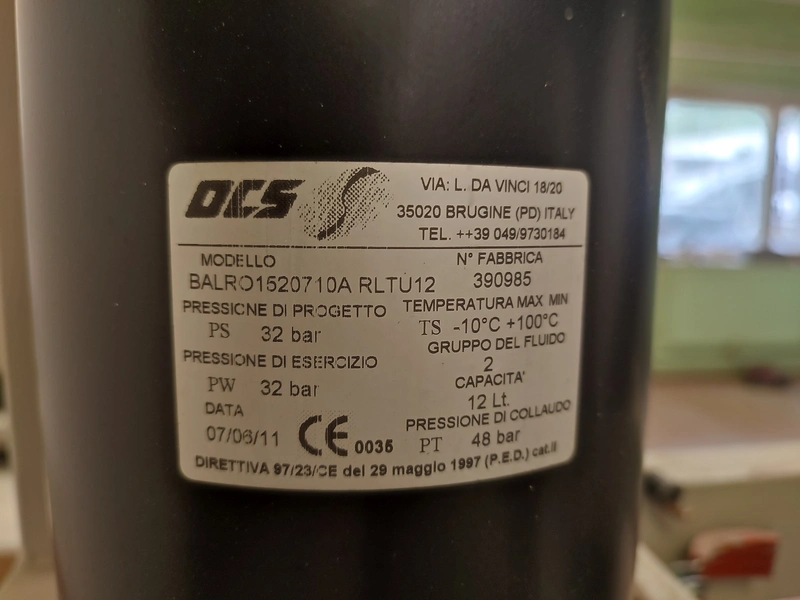 OCS
VIA: L. DA VINCI 18/20
35020 BRUGINE (PD) ITALY
TEL. ++39 049/9730184
MODELLO
BALRO1520710A RLTU12
N° FABBRICA
390985
PRESSIONE DI PROGETTO
PS 32 bar
TEMPERATURA MAX MIN
TS -10°C +100°C
PRESSIONE DI ESERCIZIO
PW 32 bar
GRUPPO DEL FLUIDO
2
CAPACITA'
12 Lt.
DATA
07/06/11 CE 0035
PRESSIONE DI COLLAUDO
PT 48 bar
DIRETTIVA 97/23/CE del 29 maggio 1997 (P.E.D.) cat.II